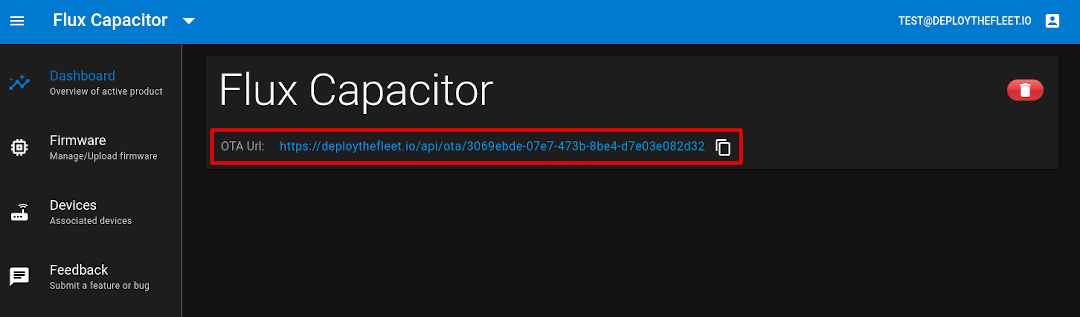 Flux Capacitor
TEST@DEPLOYTHEFLEET.IO
Dashboard
Overview of active product
Firmware
Manage/Upload firmware
Devices
Associated devices
Feedback
Submit a feature or bug
Flux Capacitor
OTA Url: https://deploythefleet.io/api/ota/3069ebde-07e7-473b-8be4-d7e03e082d32